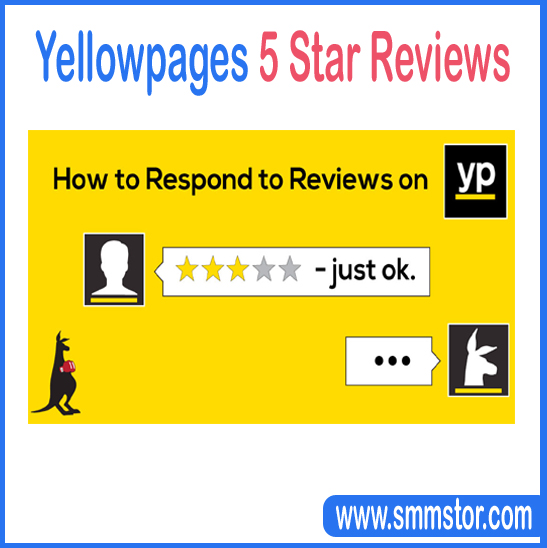 Yellowpages 5 Star Reviews
How to Respond to Reviews on yp
- just ok.
•••
www.smmstor.com